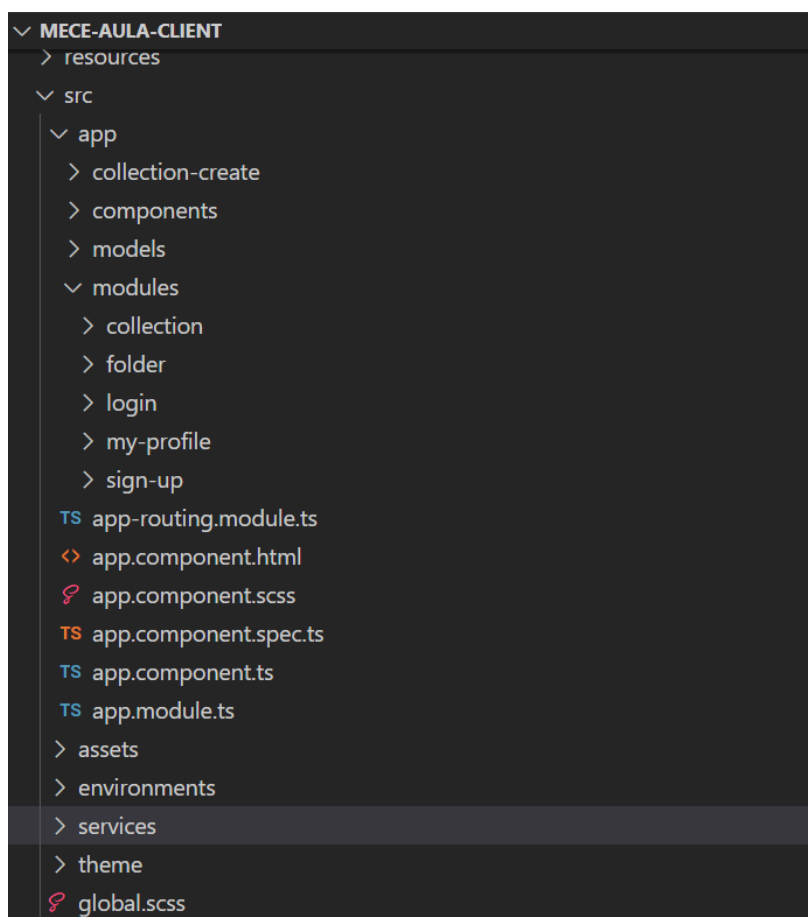 MECE-AULA-CLIENT
resources
src
app
collection-create
components
models
modules
collection
folder
login
my-profile
sign-up
TS app-routing.module.ts
<> app.component.html
app.component.scss
TS app.component.spec.ts
TS app.component.ts
TS app.module.ts
assets
environments
services
theme
global.scss